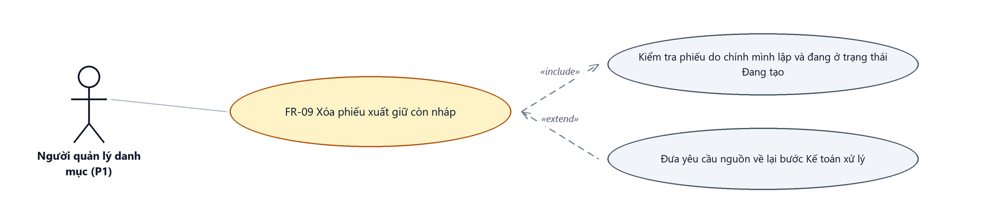 Người quản lý danh
mục (P1)
FR-09 Xóa phiếu xuất giữ còn nháp
«include»
«extend»
Kiểm tra phiếu do chính mình lập và đang ở trạng thái
Đang tạo
Đưa yêu cầu nguồn về lại bước Kế toán xử lý